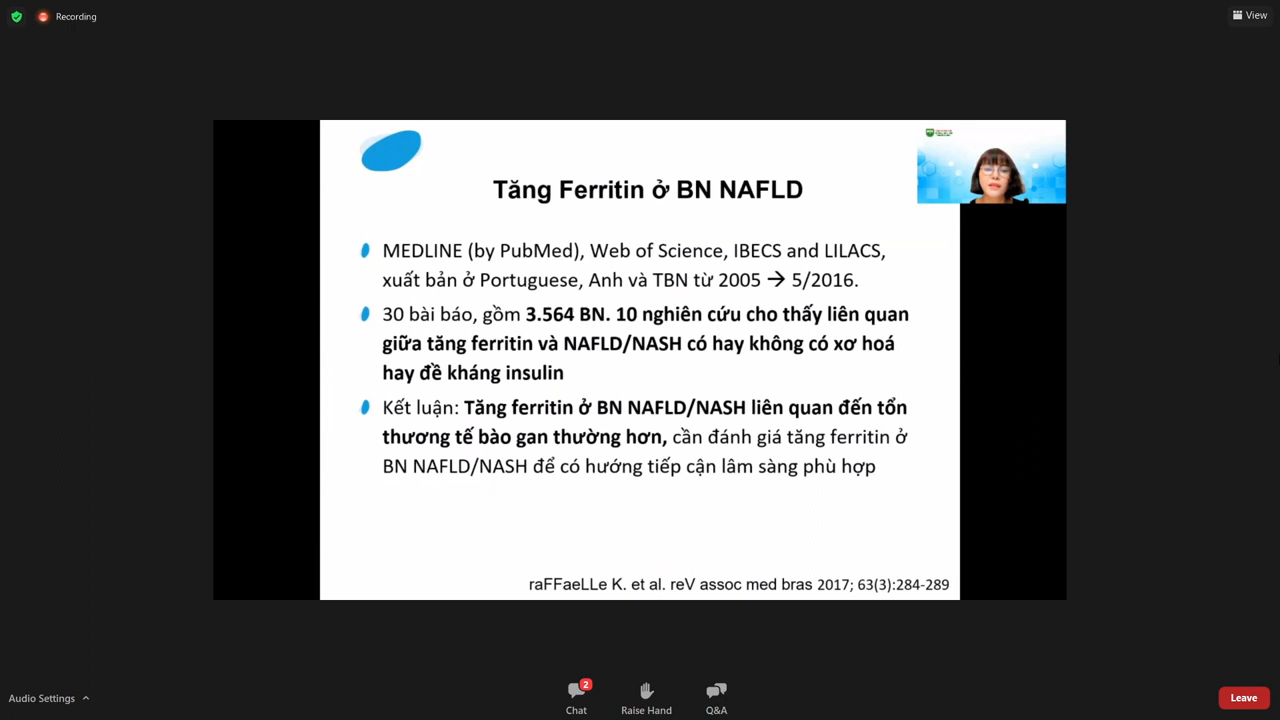 Recording
View
Tăng Ferritin ở BN NAFLD
MEDLINE (by PubMed), Web of Science, IBECS and LILACS,
xuất bản ở Portuguese, Anh và TBN từ 2005 → 5/2016.
30 bài báo, gồm 3.564 BN. 10 nghiên cứu cho thấy liên quan
giữa tăng ferritin và NAFLD/NASH có hay không có xơ hoá
hay đề kháng insulin
Kết luận: Tăng ferritin ở BN NAFLD/NASH liên quan đến tổn
thương tế bào gan thường hơn, cần đánh giá tăng ferritin ở
BN NAFLD/NASH để có hướng tiếp cận lâm sàng phù hợp
raFFaeLLe K. et al. reV assoc med bras 2017; 63(3):284-289
Audio Settings
2
Chat
Raise Hand
Q&A
Leave